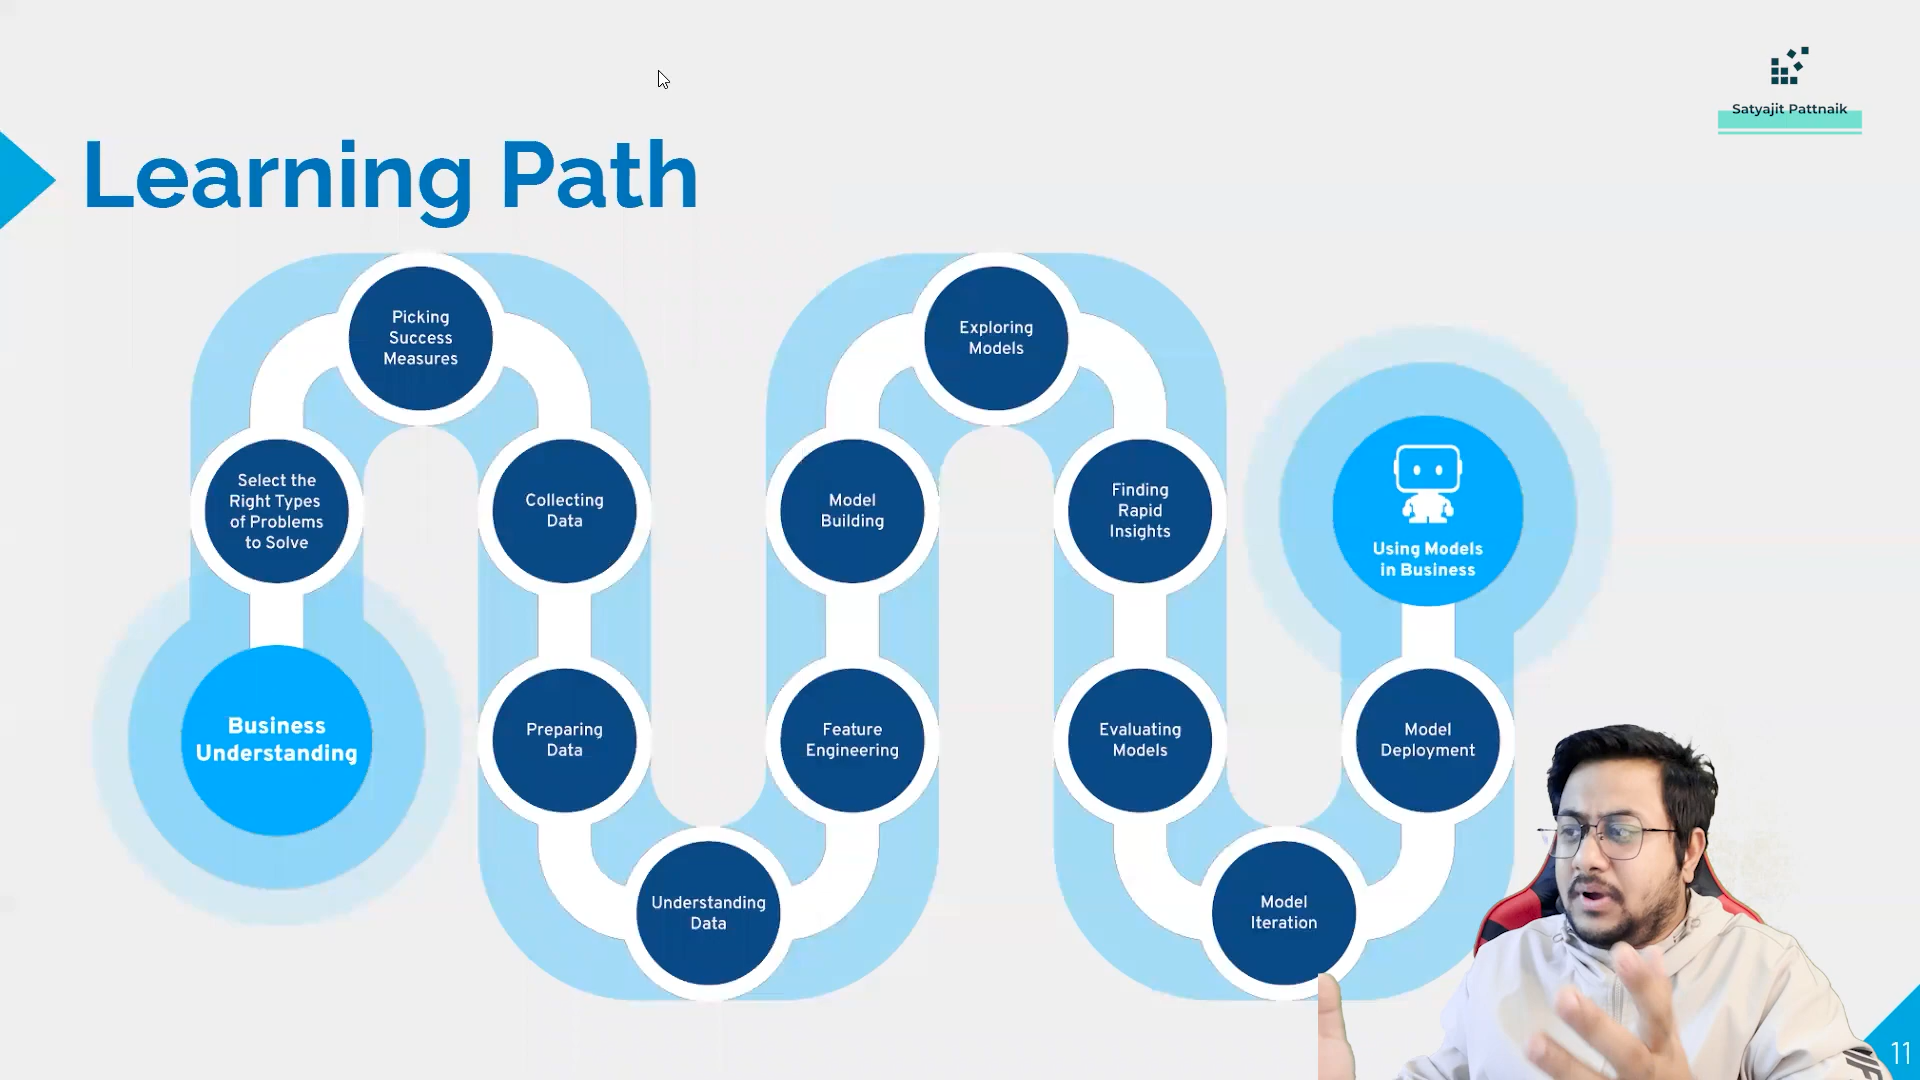 Satyajit Pattnaik
Learning Path
Business
Understanding
Select the
Right Types
of Problems
to Solve
Picking
Success
Measures
Collecting
Data
Preparing
Data
Understanding
Data
Feature
Engineering
Model
Building
Exploring
Models
Finding
Rapid
Insights
Evaluating
Models
Model
Iteration
Model
Deployment
Using Models
in Business
11